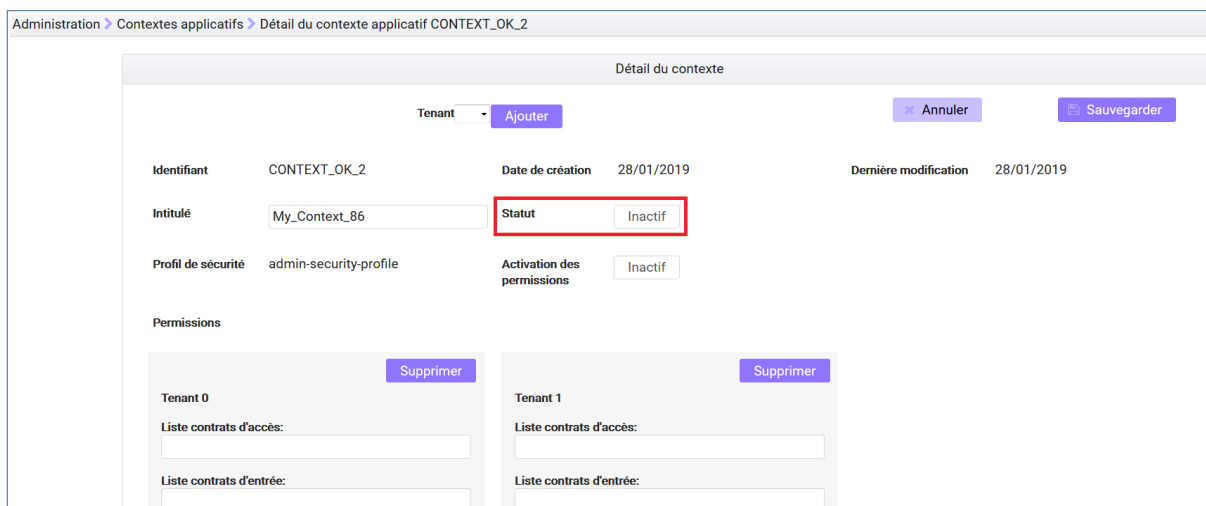 Administration > Contextes applicatifs > Détail du contexte applicatif CONTEXT_OK_2
Détail du contexte
Tenant Ajouter Annuler Sauvegarder
Identifiant CONTEXT_OK_2 Date de création 28/01/2019 Dernière modification 28/01/2019
Intitulé My_Context_86 Statut Inactif
Profil de sécurité admin-security-profile Activation des permissions Inactif
Permissions
Supprimer Supprimer
Tenant 0 Tenant 1
Liste contrats d'accès: Liste contrats d'accès:
Liste contrats d'entrée: Liste contrats d'entrée: